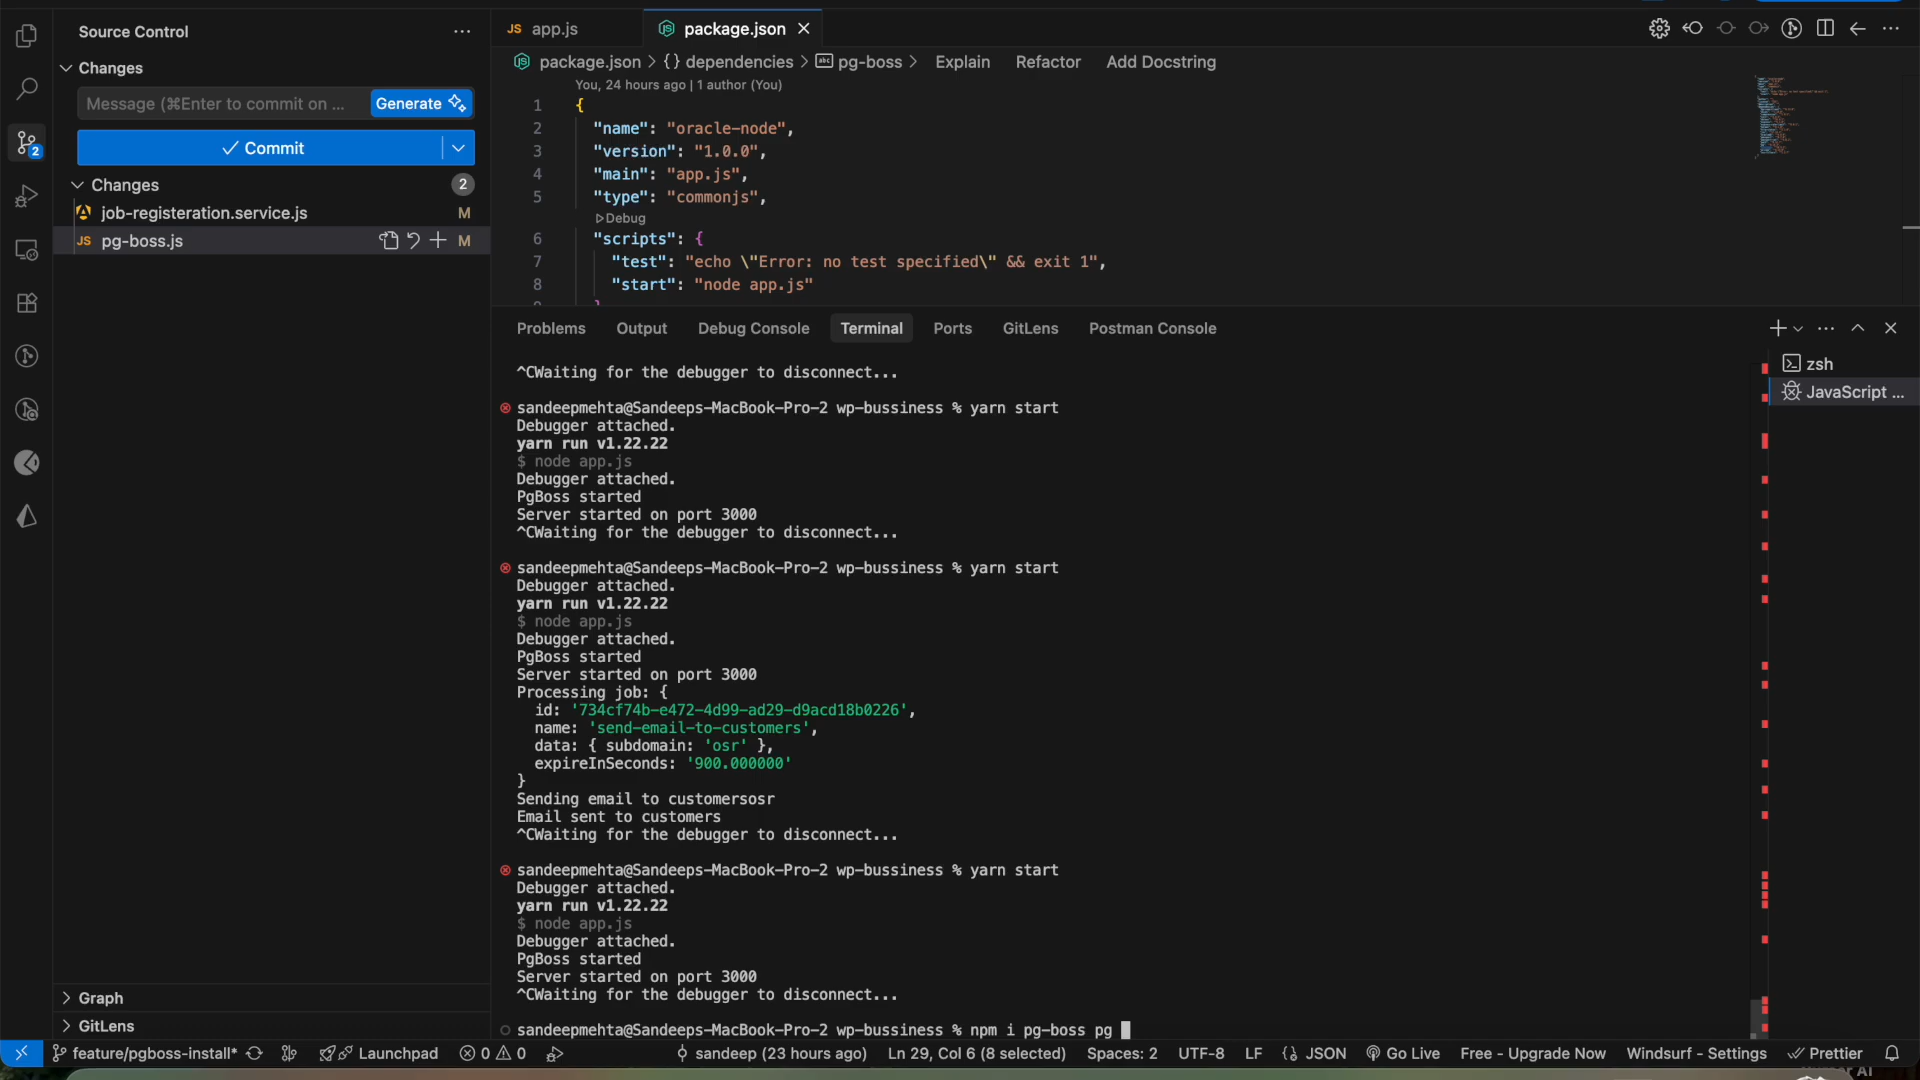 Source Control
Changes
Message (⌘Enter to commit on ...
Generate
Commit
Changes
2
job-registeration.service.js
M
JS pg-boss.js
M
2
Graph
GitLens
JS app.js
package.json
package.json > {} dependencies > abc pg-boss > Explain Refactor Add Docstring
You, 24 hours ago | 1 author (You)
1 {
2 "name": "oracle-node",
3 "version": "1.0.0",
4 "main": "app.js",
5 "type": "commonjs",
Debug
6 "scripts": {
7 "test": "echo \"Error: no test specified\" && exit 1",
8 "start": "node app.js"
Problems Output Debug Console Terminal Ports GitLens Postman Console
zsh
JavaScript ...
^CWaiting for the debugger to disconnect...
sandeepmehta@Sandeeps-MacBook-Pro-2 wp-bussiness % yarn start
Debugger attached.
yarn run v1.22.22
$ node app.js
Debugger attached.
PgBoss started
Server started on port 3000
^CWaiting for the debugger to disconnect...
sandeepmehta@Sandeeps-MacBook-Pro-2 wp-bussiness % yarn start
Debugger attached.
yarn run v1.22.22
$ node app.js
Debugger attached.
PgBoss started
Server started on port 3000
Processing job: {
id: '734cf74b-e472-4d99-ad29-d9acd18b0226',
name: 'send-email-to-customers',
data: { subdomain: 'osr' },
expireInSeconds: '900.000000'
}
Sending email to customersosr
Email sent to customers
^CWaiting for the debugger to disconnect...
sandeepmehta@Sandeeps-MacBook-Pro-2 wp-bussiness % yarn start
Debugger attached.
yarn run v1.22.22
$ node app.js
Debugger attached.
PgBoss started
Server started on port 3000
^CWaiting for the debugger to disconnect...
sandeepmehta@Sandeeps-MacBook-Pro-2 wp-bussiness % npm i pg-boss pg
feature/pgboss-install* Launchpad 0 0 sandeep (23 hours ago) Ln 29, Col 6 (8 selected) Spaces: 2 UTF-8 LF {} JSON Go Live Free - Upgrade Now Windsurf - Settings Prettier